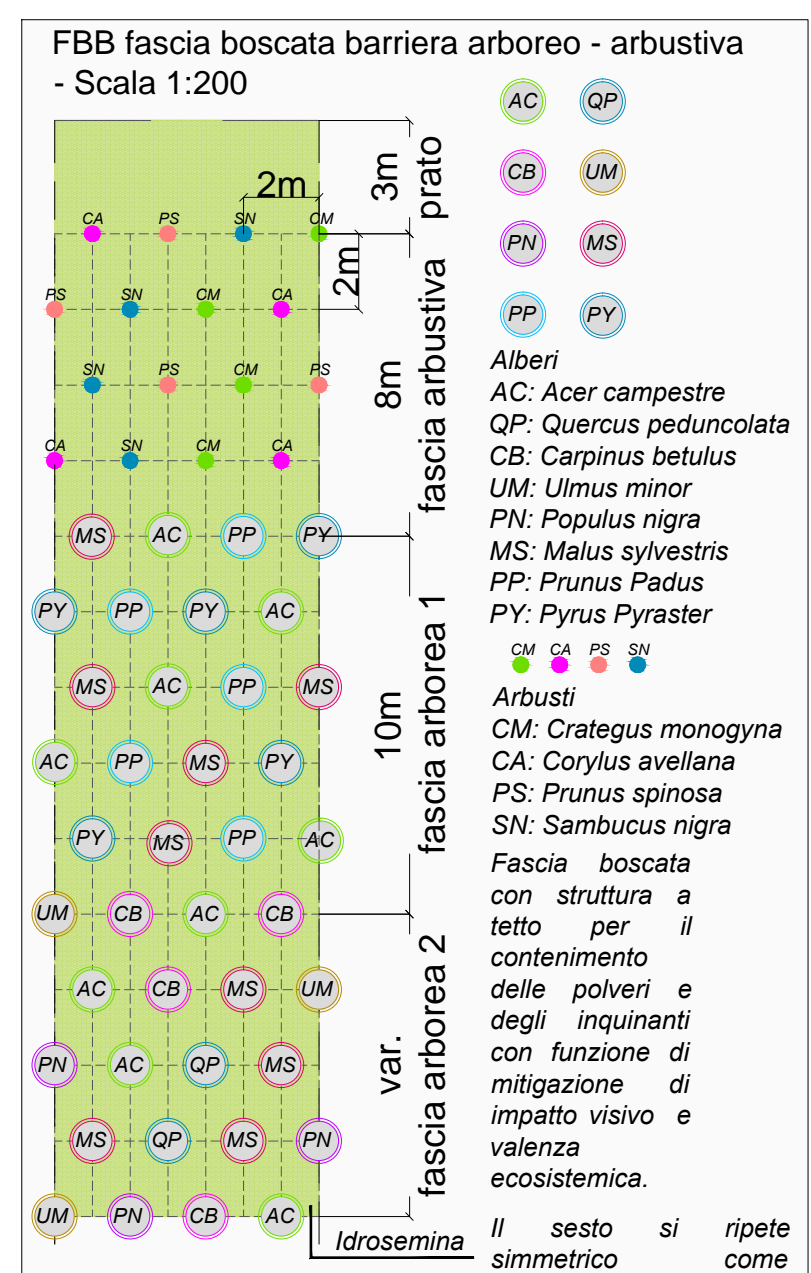 FBB fascia boscata barriera arboreo - arbustiva
- Scala 1:200
AC QP
CB UM
PN MS
PP PY
3m
prato
2m
2m
CA PS SN CM
PS SN CM CA
SN PS CM PS
CA SN CM CA
8m
fascia arbustiva
MS AC PP PY
PY PP PY AC
MS AC PP MS
AC PP MS PY
PY MS PP AC
10m
fascia arborea 1
UM CB AC CB
AC CB MS UM
PN AC QP MS
MS QP MS PN
UM PN CB AC
var.
fascia arborea 2
Idrosemina
Alberi
AC: Acer campestre
QP: Quercus peduncolata
CB: Carpinus betulus
UM: Ulmus minor
PN: Populus nigra
MS: Malus sylvestris
PP: Prunus Padus
PY: Pyrus Pyraster
CM CA PS SN
Arbusti
CM: Crategus monogyna
CA: Corylus avellana
PS: Prunus spinosa
SN: Sambucus nigra
Fascia boscata
con struttura a
tetto per il
contenimento
delle polveri e
degli inquinanti
con funzione di
mitigazione di
impatto visivo e
valenza
ecosistemica.
Il sesto si ripete
simmetrico come